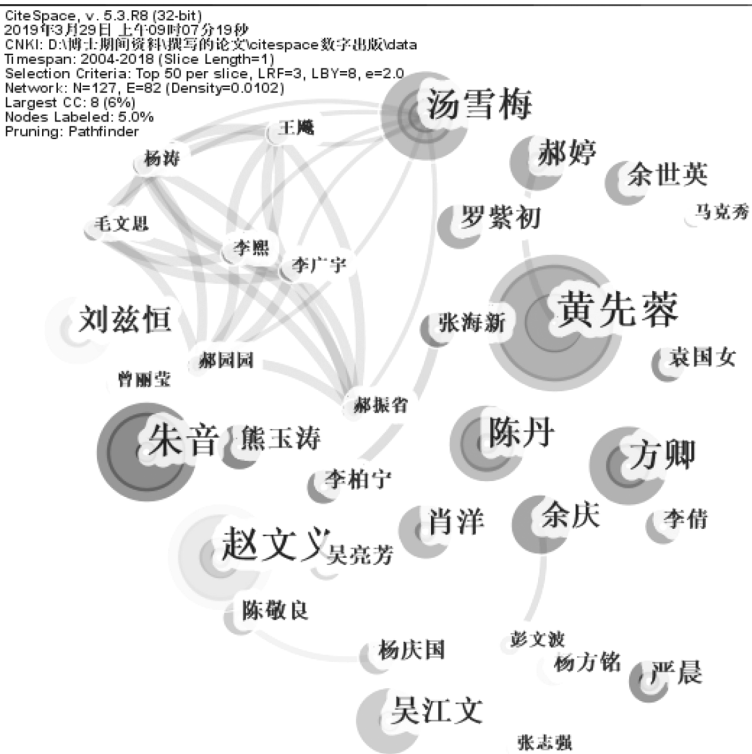 CiteSpace, v. 5.3.R8 (32-bit)
2019年3月29日 上午09时07分19秒
CNKI: D:\博士期间资料\撰写的论文\citespace数字出版\data
Timespan: 2004-2018 (Slice Length=1)
Selection Criteria: Top 50 per slice, LRF=3, LBY=8, e=2.0
Network: N=127, E=82 (Density=0.0102)
Largest CC: 8 (6%)
Nodes Labeled: 5.0%
Pruning: Pathfinder
汤雪梅
王飚
杨涛
郝婷
余世英
马克秀
毛文思
罗紫初
李熙
李广宇
刘兹恒
张海新
黄先蓉
袁国女
郝园园
曾丽莹
郝振省
朱音
熊玉涛
陈丹
方卿
李柏宁
肖洋
余庆
李倩
赵文义
吴亮芳
陈敬良
杨庆国
彭文波
杨方铭
严晨
吴江文
张志强